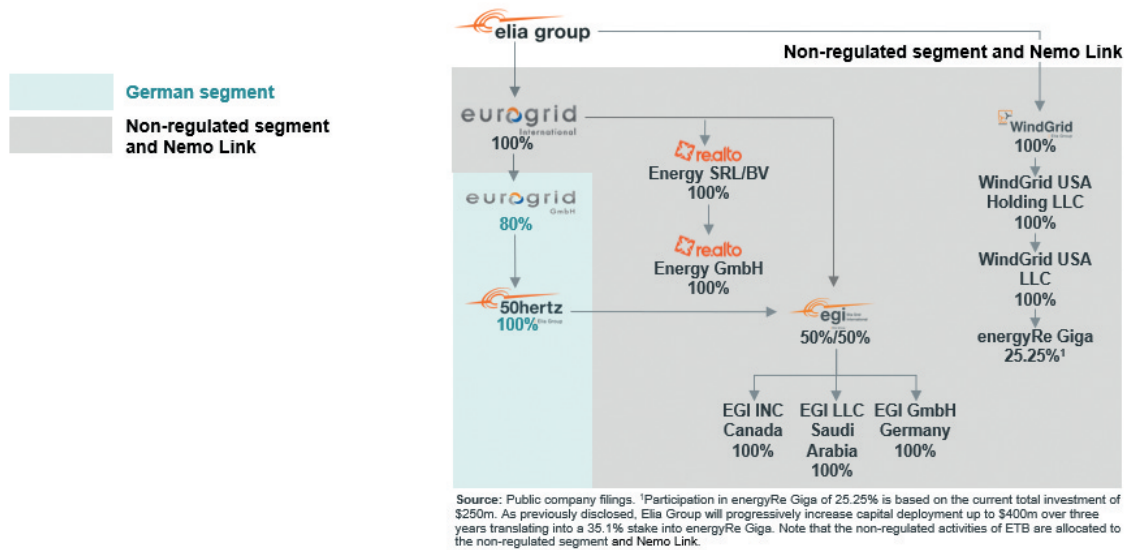 elia group
Non-regulated segment and Nemo Link
German segment
Non-regulated segment
and Nemo Link
eurogrid
International
100%
re.alto
Energy SRL/BV
100%
WindGrid
100%
WindGrid USA
Holding LLC
100%
eurogrid
GmbH
80%
re.alto
Energy GmbH
100%
WindGrid USA
LLC
100%
50hertz
Elia Group
100%
egi
50%/50%
energyRe Giga
25.25%¹
EGI INC
Canada
100%
EGI LLC
Saudi
Arabia
100%
EGI GmbH
Germany
100%
Source: Public company filings. ¹Participation in energyRe Giga of 25.25% is based on the current total investment of
$250m. As previously disclosed, Elia Group will progressively increase capital deployment up to $400m over three
years translating into a 35.1% stake into energyRe Giga. Note that the non-regulated activities of ETB are allocated to
the non-regulated segment and Nemo Link.